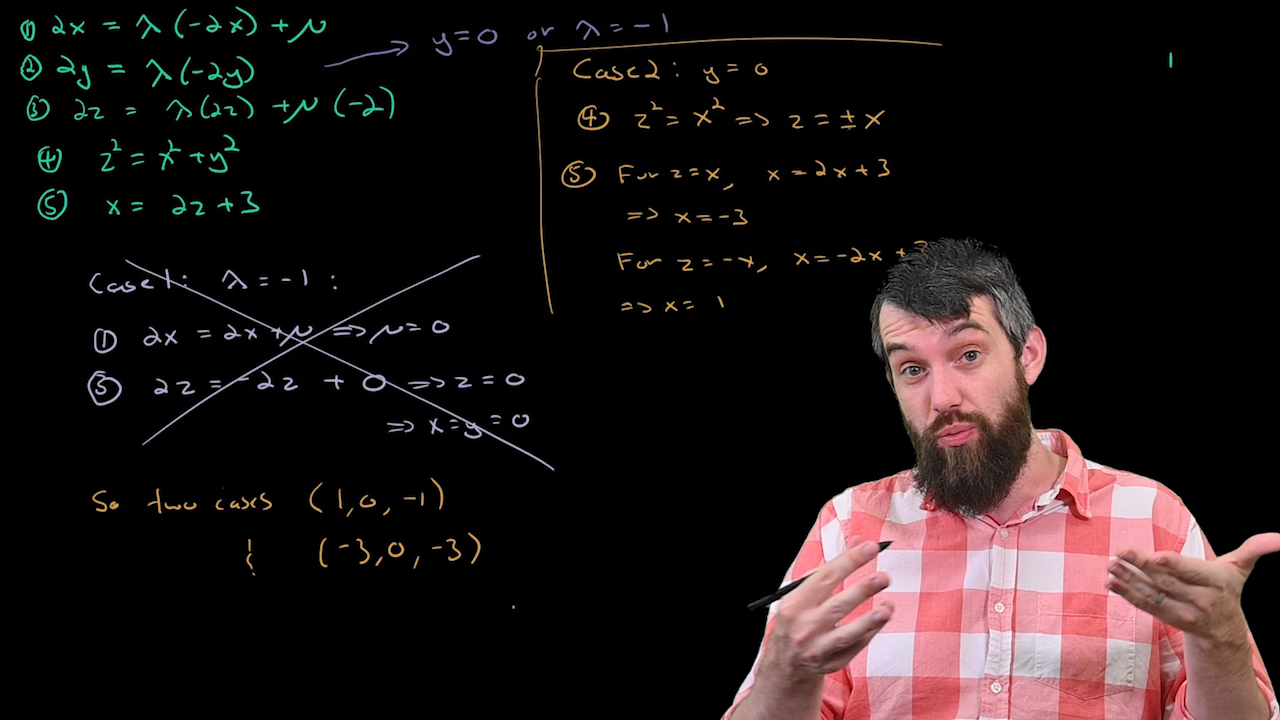 ① 2x = λ(-2x) + μ
② 2y = λ(-2y)
③ 2z = λ(2z) + μ(-2)
④ z² = x² + y²
⑤ x = 2z + 3
y=0 or λ = -1
Case 1: λ = -1 :
① 2x = 2x + μ => μ = 0
⑤ 2z = -2z + 0 => z = 0
=> x = y = 0
So two cases (1, 0, -1)
& (-3, 0, -3)
Case 2: y = 0
④ z² = x² => z = ± x
⑤ For z = x, x = 2x + 3
=> x = -3
For z = -x, x = -2x + 3
=> x = 1
1